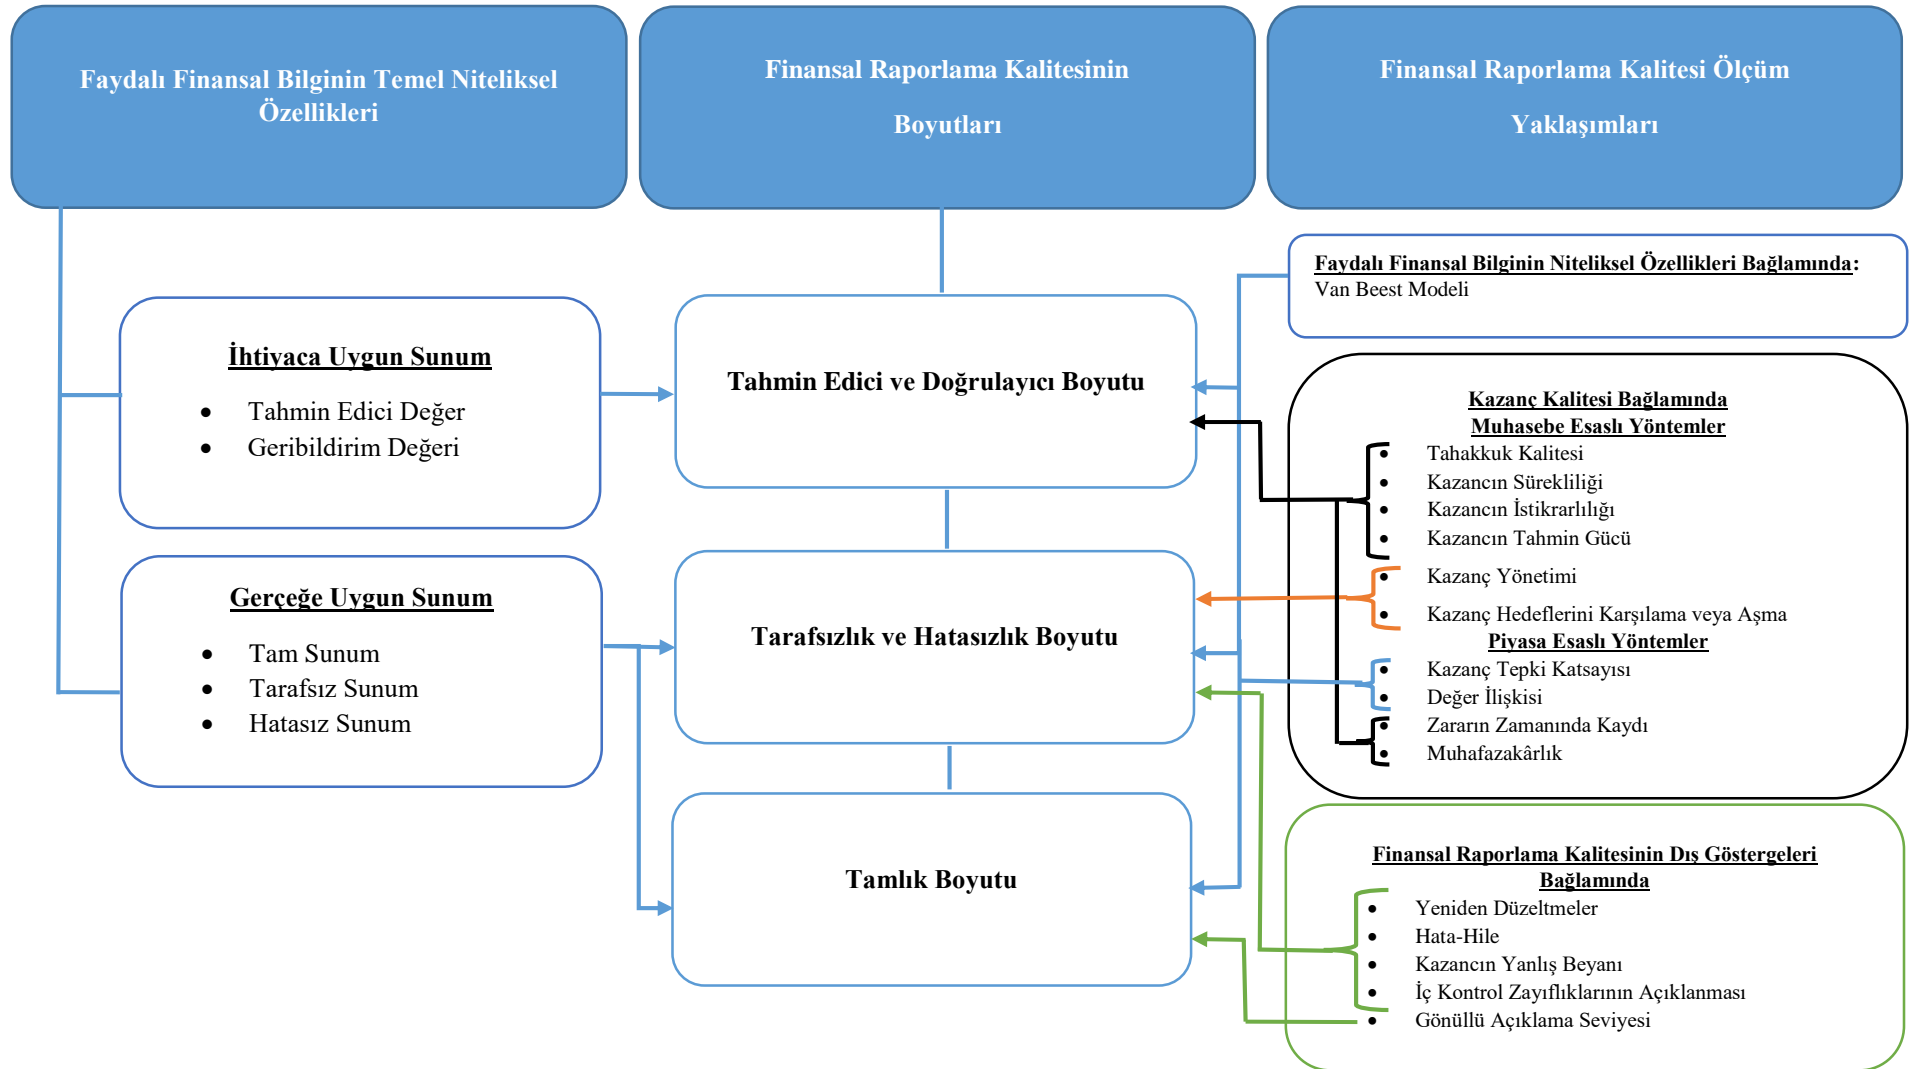 Faydalı Finansal Bilginin Temel Niteliksel
Özellikleri
Finansal Raporlama Kalitesinin
Boyutları
Finansal Raporlama Kalitesi Ölçüm
Yaklaşımları
İhtiyaca Uygun Sunum
• Tahmin Edici Değer
• Geribildirim Değeri
Gerçeğe Uygun Sunum
• Tam Sunum
• Tarafsız Sunum
• Hatasız Sunum
Tahmin Edici ve Doğrulayıcı Boyutu
Tarafsızlık ve Hatasızlık Boyutu
Tamlık Boyutu
Faydalı Finansal Bilginin Niteliksel Özellikleri Bağlamında:
Van Beest Modeli
Kazanç Kalitesi Bağlamında
Muhasebe Esaslı Yöntemler
• Tahakkuk Kalitesi
• Kazancın Sürekliliği
• Kazancın İstikrarlılığı
• Kazancın Tahmin Gücü
• Kazanç Yönetimi
• Kazanç Hedeflerini Karşılama veya Aşma
Piyasa Esaslı Yöntemler
• Kazanç Tepki Katsayısı
• Değer İlişkisi
• Zararın Zamanında Kaydı
• Muhafazakârlık
Finansal Raporlama Kalitesinin Dış Göstergeleri
Bağlamında
• Yeniden Düzeltmeler
• Hata-Hile
• Kazancın Yanlış Beyanı
• İç Kontrol Zayıflıklarının Açıklanması
• Gönüllü Açıklama Seviyesi